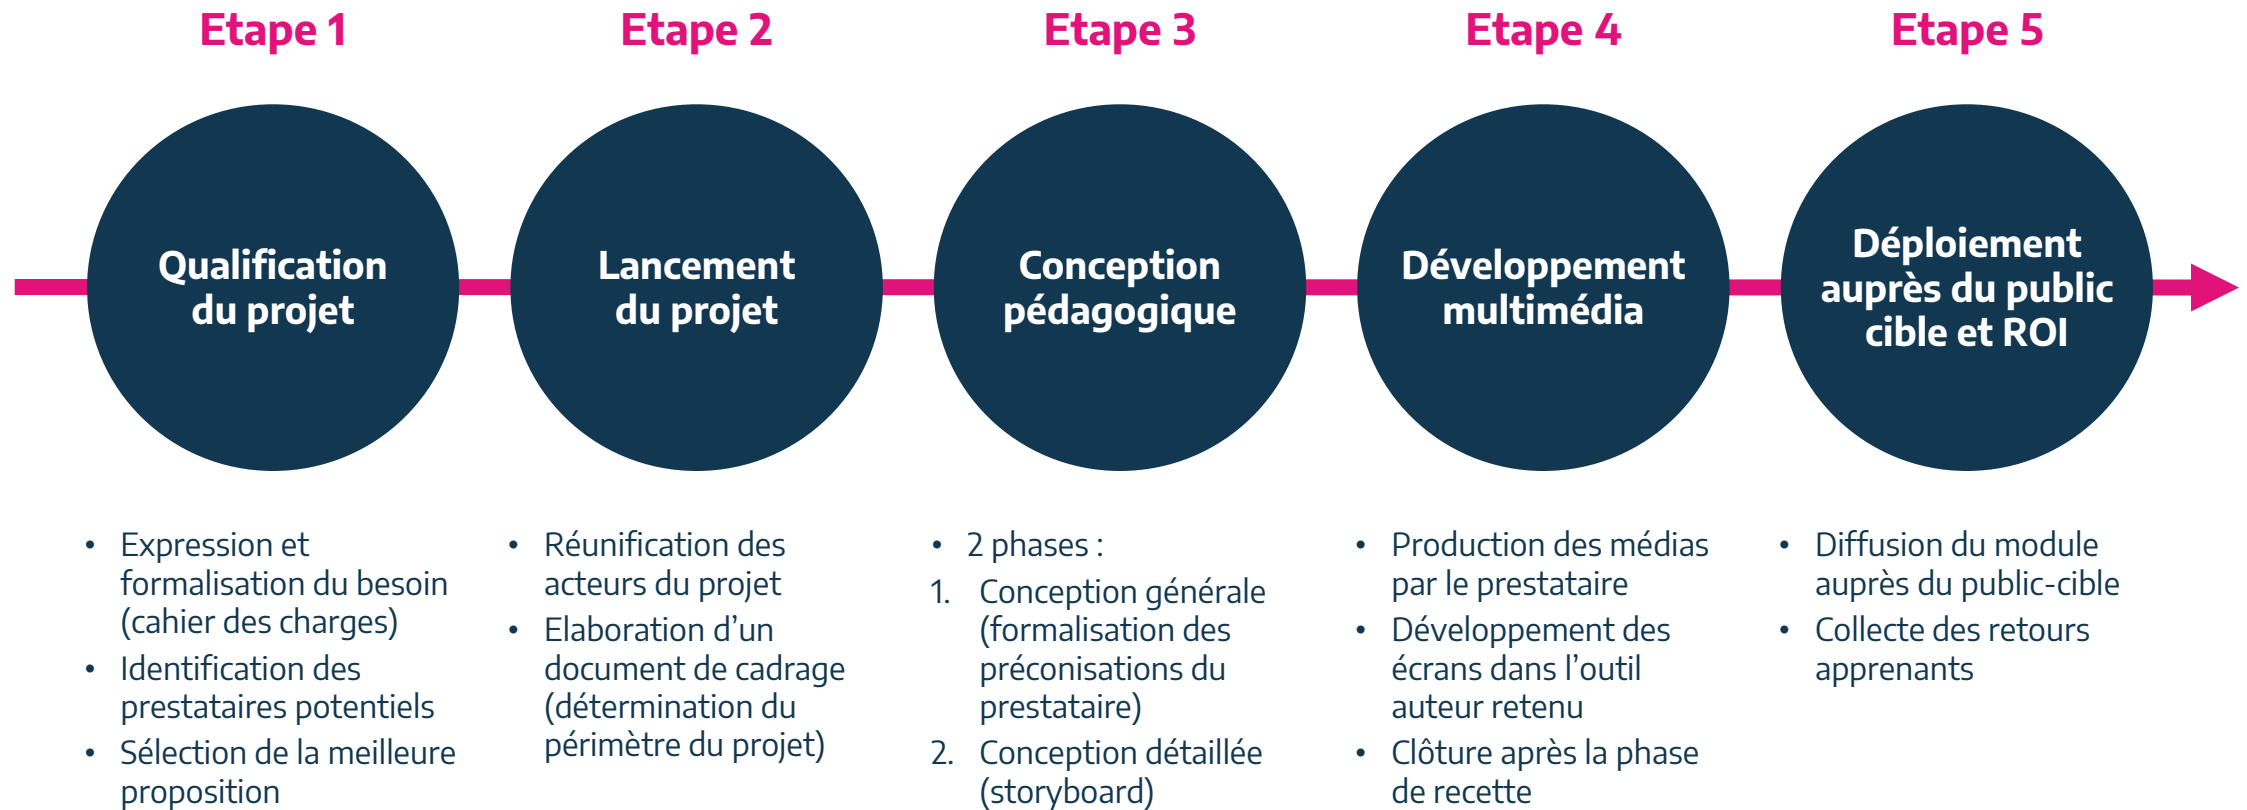 Etape 1
Qualification
du projet
• Expression et
formalisation du besoin
(cahier des charges)
• Identification des
prestataires potentiels
• Sélection de la meilleure
proposition
Etape 2
Lancement
du projet
• Réunification des
acteurs du projet
• Elaboration d’un
document de cadrage
(détermination du
périmètre du projet)
Etape 3
Conception
pédagogique
• 2 phases :
1. Conception générale
(formalisation des
préconisations du
prestataire)
2. Conception détaillée
(storyboard)
Etape 4
Développement
multimédia
• Production des médias
par le prestataire
• Développement des
écrans dans l’outil
auteur retenu
• Clôture après la phase
de recette
Etape 5
Déploiement
auprès du public
cible et ROI
• Diffusion du module
auprès du public-cible
• Collecte des retours
apprenants